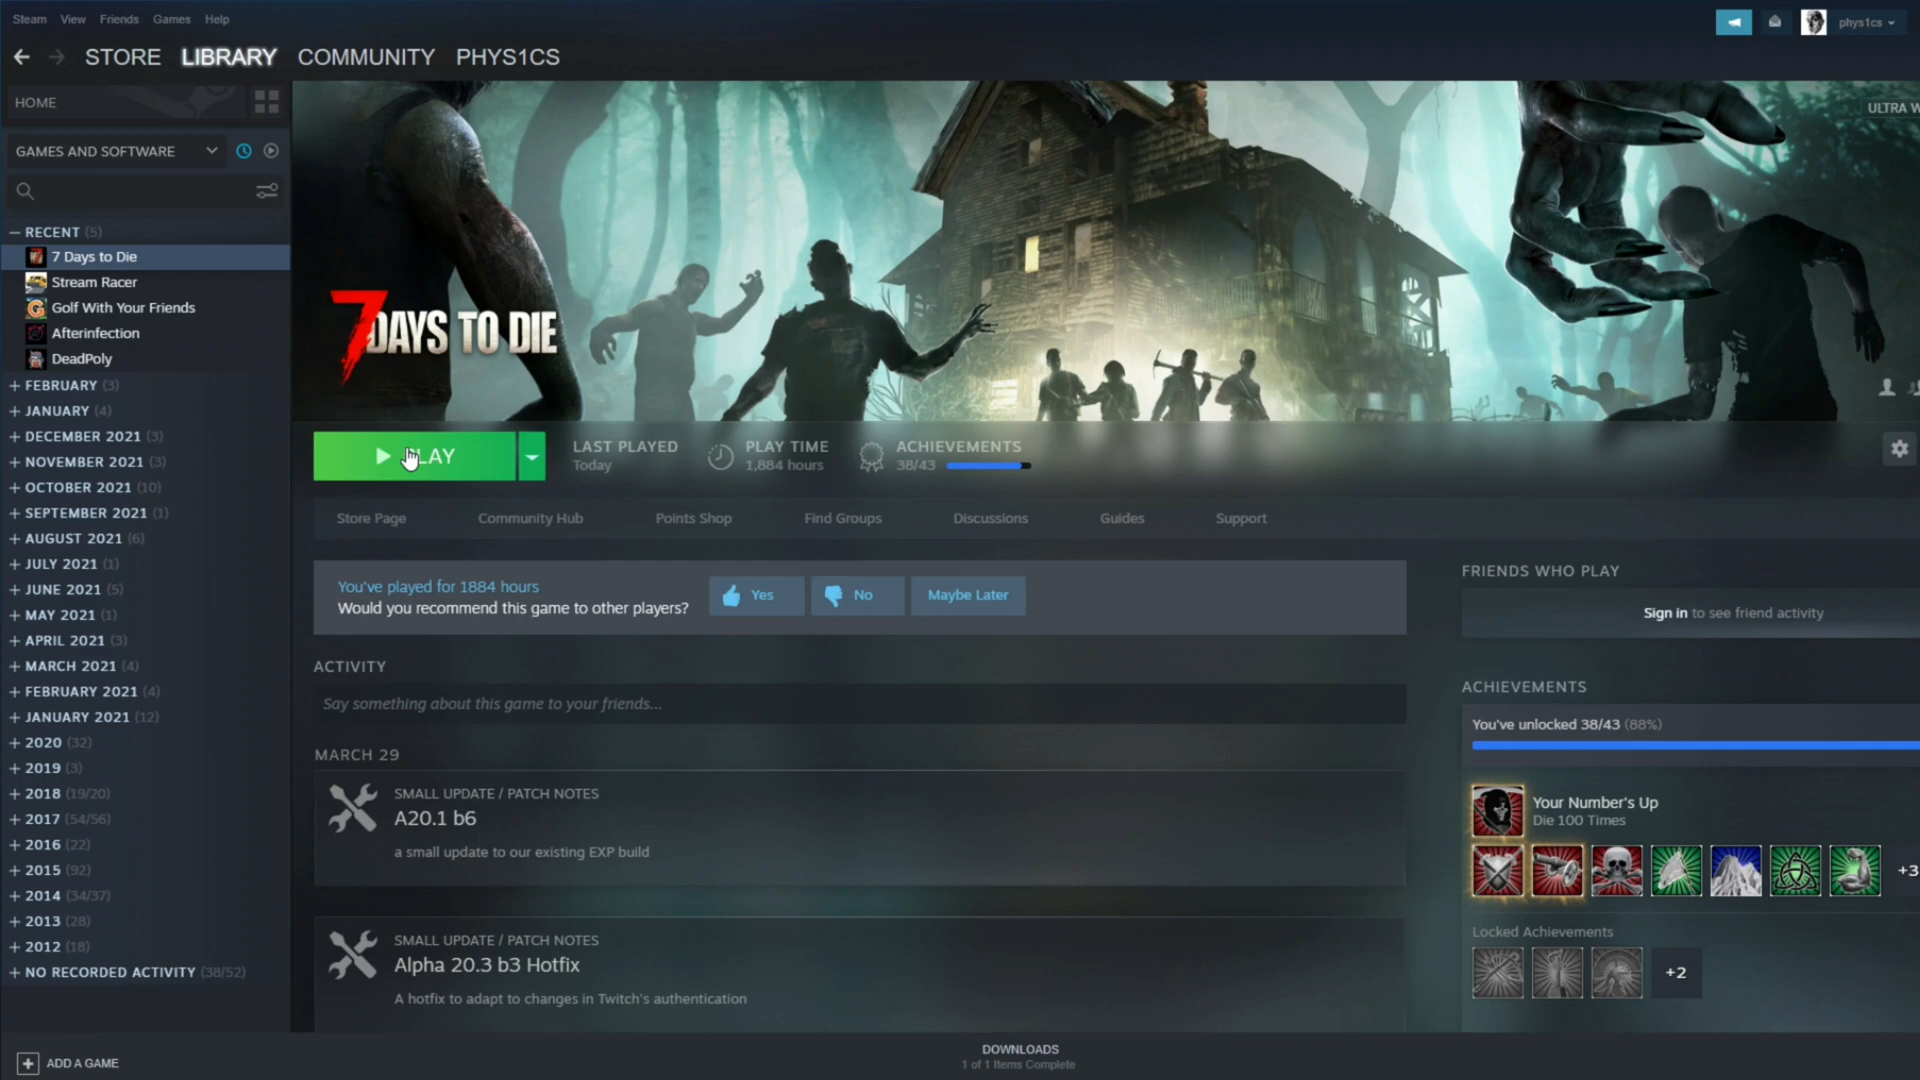 Steam View Friends Games Help
phys1cs
STORE LIBRARY COMMUNITY PHYS1CS
HOME
GAMES AND SOFTWARE
— RECENT (5)
7 Days to Die
Stream Racer
Golf With Your Friends
Afterinfection
DeadPoly
+ FEBRUARY (3)
+ JANUARY (4)
+ DECEMBER 2021 (3)
+ NOVEMBER 2021 (3)
+ OCTOBER 2021 (10)
+ SEPTEMBER 2021 (1)
+ AUGUST 2021 (6)
+ JULY 2021 (1)
+ JUNE 2021 (5)
+ MAY 2021 (1)
+ APRIL 2021 (3)
+ MARCH 2021 (4)
+ FEBRUARY 2021 (4)
+ JANUARY 2021 (12)
+ 2020 (32)
+ 2019 (3)
+ 2018 (19/20)
+ 2017 (54/56)
+ 2016 (22)
+ 2015 (92)
+ 2014 (34/37)
+ 2013 (28)
+ 2012 (18)
+ NO RECORDED ACTIVITY (38/52)
+ ADD A GAME
ULTRA W
7 DAYS TO DIE
PLAY
LAST PLAYED
Today
PLAY TIME
1,884 hours
ACHIEVEMENTS
38/43
Store Page Community Hub Points Shop Find Groups Discussions Guides Support
You've played for 1884 hours
Would you recommend this game to other players?
Yes No Maybe Later
ACTIVITY
Say something about this game to your friends...
MARCH 29
SMALL UPDATE / PATCH NOTES
A20.1 b6
a small update to our existing EXP build
SMALL UPDATE / PATCH NOTES
Alpha 20.3 b3 Hotfix
A hotfix to adapt to changes in Twitch's authentication
FRIENDS WHO PLAY
Sign in to see friend activity
ACHIEVEMENTS
You've unlocked 38/43 (88%)
Your Number's Up
Die 100 Times
+3
Locked Achievements
+2
DOWNLOADS
1 of 1 Items Complete